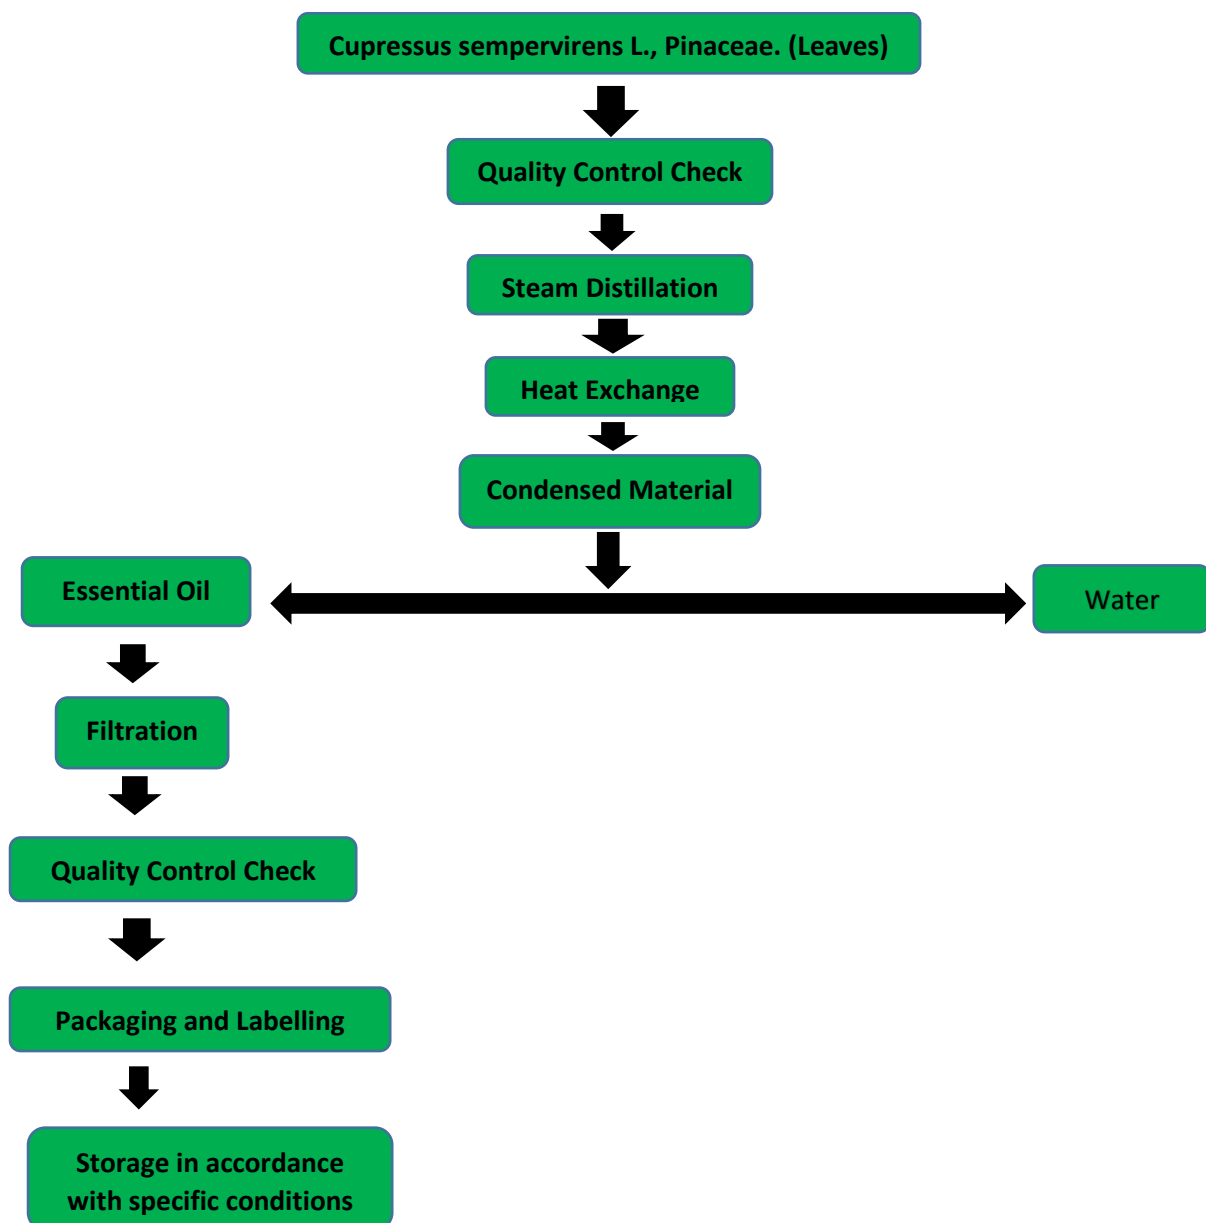 Cupressus sempervirens L., Pinaceae. (Leaves)
Quality Control Check
Steam Distillation
Heat Exchange
Condensed Material
Essential Oil
Water
Filtration
Quality Control Check
Packaging and Labelling
Storage in accordance
with specific conditions